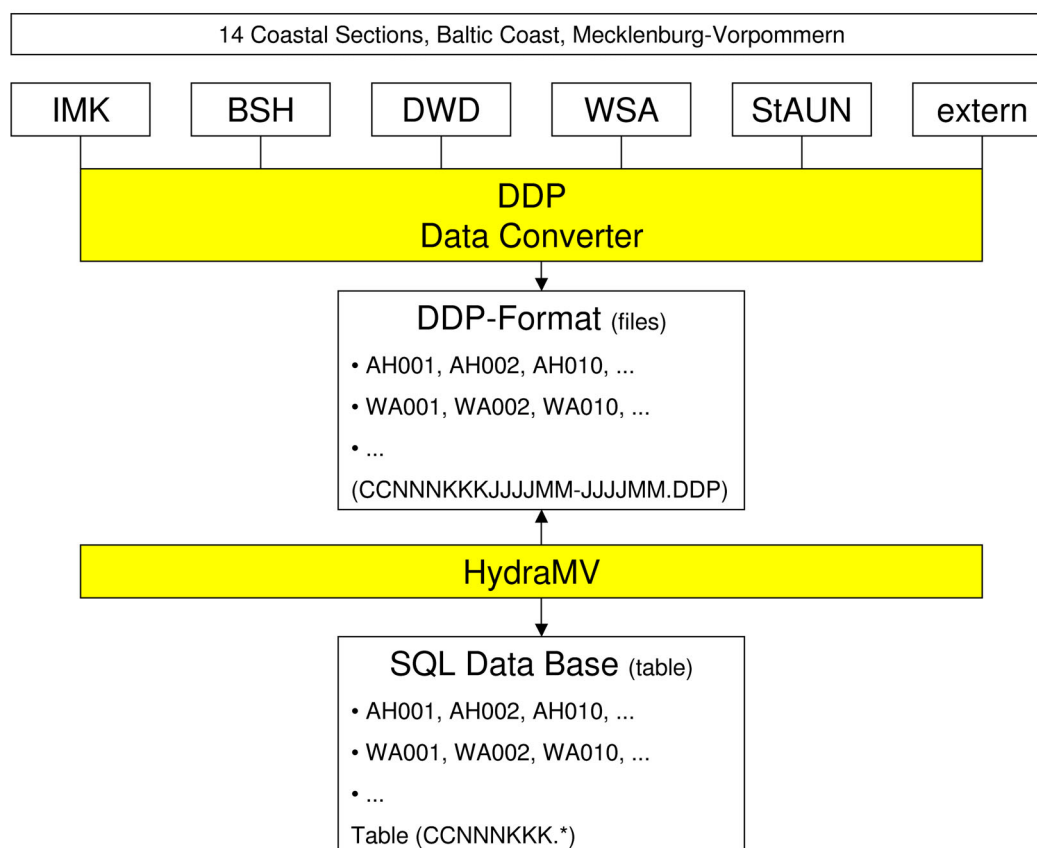 14 Coastal Sections, Baltic Coast, Mecklenburg-Vorpommern
IMK BSH DWD WSA StAUN extern
DDP
Data Converter
DDP-Format (files)
• AH001, AH002, AH010, ...
• WA001, WA002, WA010, ...
• ...
(CCNNNKKKJJJJMM-JJJJMM.DDP)
HydraMV
SQL Data Base (table)
• AH001, AH002, AH010, ...
• WA001, WA002, WA010, ...
• ...
Table (CCNNNKKK.*)